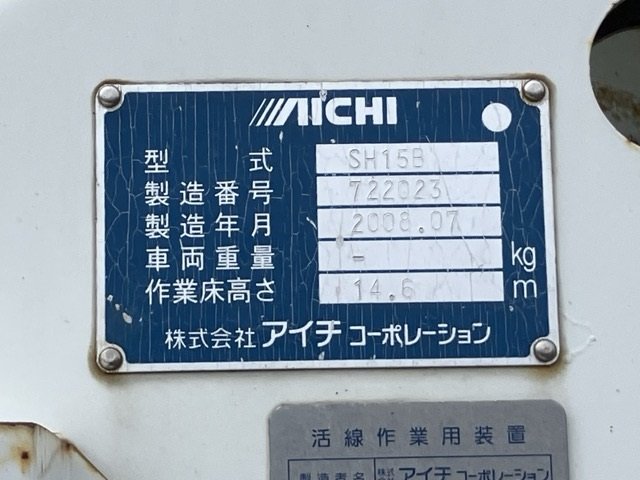 AICHI
型式 SH15B
製造番号 722023
製造年月 2008.07
車両重量 - kg
作業床高さ 14.6 m
株式会社 アイチ コーポレーション
活線作業用装置
製造者名 株式会社 アイチ コーポレーション